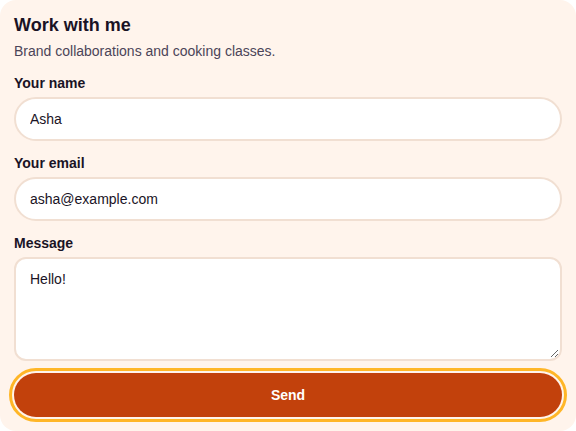 Work with me
Brand collaborations and cooking classes.
Your name
Asha
Your email
asha@example.com
Message
Hello!
Send